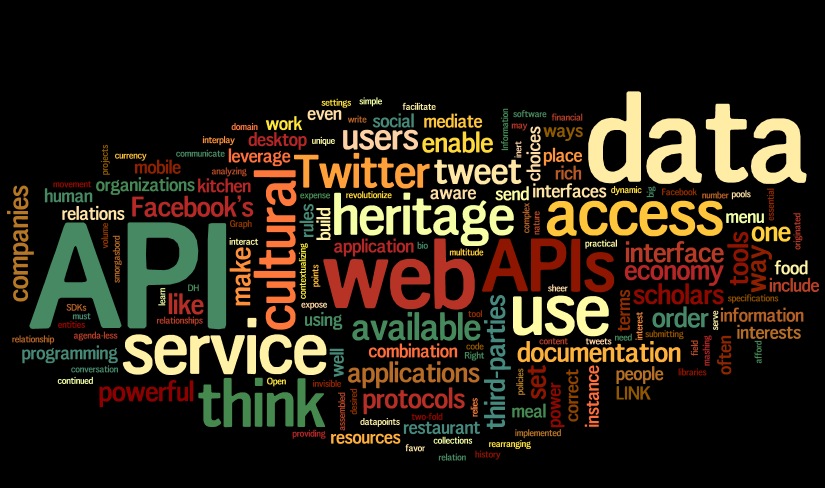 settings
simple
facilitate
even
write
social
mediate
Information
software
financial
domain
work
may
interplay
desktop
unique
users
enable
inert
choices
ways
data
projects
currency
communicate
leverage
Twitter
tweet
place
mobile
analyzing
rich
movement
organizations
kitchen
cultural
expense
revolutionize
aware
send
interfaces
dynamic
big
Facebook
number
pools
essential
companies
human
relations
Facebook's
rules
build
heritage
complex
nature
access
menu
one
originated
API
volume
smorgasbord
Graph
interact
make
contextualizing
application
bio
multitude
web
APIs
practical
interface
tools
way
economy
food
include
learn
DH
like
points
sheer
scholars
specifications
SDKs
must
entities
relationships
expose
using
available
tool
third-parties
use
terms
interest
order
serve
information
relationship
agenda-less
service
combination
code
Right
content
tweets
need
submitting
interests
programming
conversation
well
documentation
field
mashing
often
afford
continued
powerful
Open
invisible
applications
policies
set
power
correct
instance
people
libraries
LINK
think
assembled
desired
protocols
roles
meal
datapoints
two-fold
restaurant
providing
resources
collections
implemented
favor
rearranging
relation
history